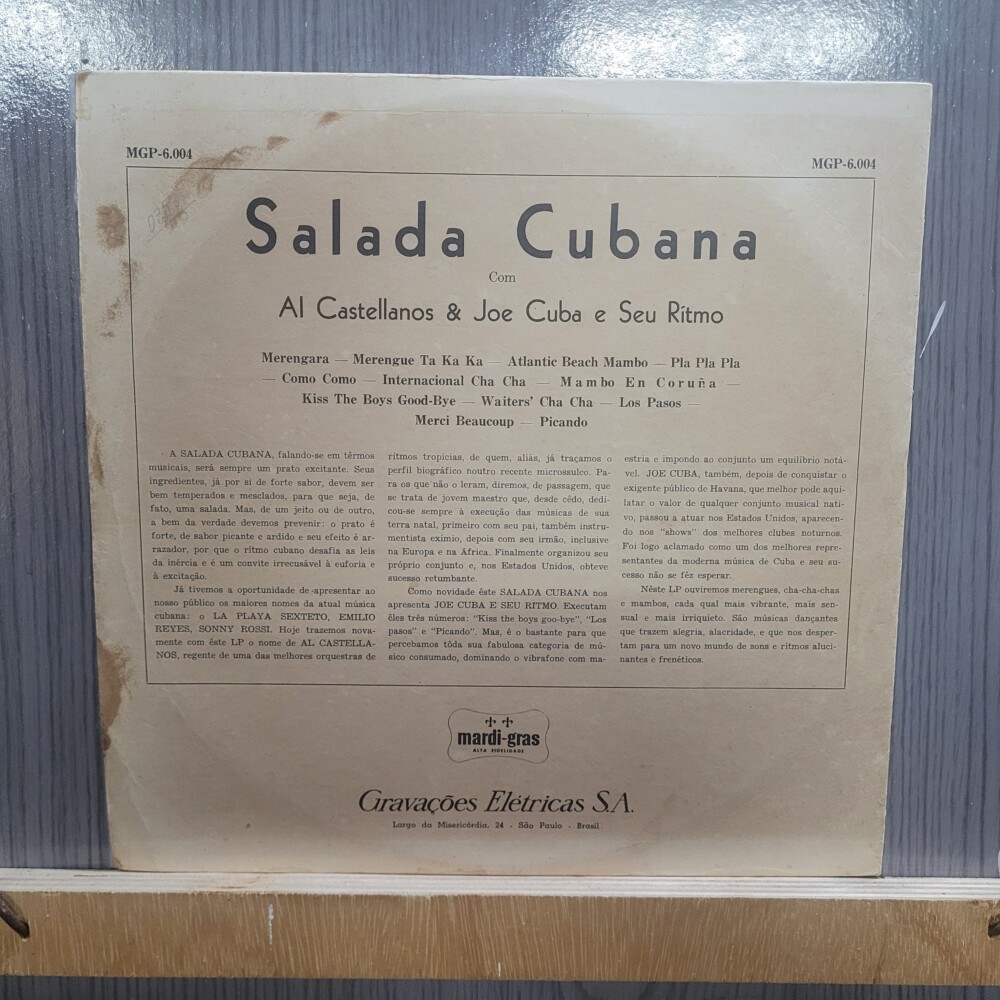 MGP-6.004
MGP-6.004
Salada Cubana
Com
Al Castellanos & Joe Cuba e Seu Rítmo
Merengara — Merengue Ta Ka Ka — Atlantic Beach Mambo — Pla Pla Pla
— Como Como — Internacional Cha Cha — Mambo En Coruña —
Kiss The Boys Good-Bye — Waiters' Cha Cha — Los Pasos —
Merci Beaucoup — Picando
A SALADA CUBANA, falando-se em têrmos
musicais, será sempre um prato excitante. Seus
ingredientes, já por si de forte sabor, devem ser
bem temperados e mesclados, para que seja, de
fato, uma salada. Mas, de um jeito ou de outro,
a bem da verdade devemos prevenir: o prato é
forte, de sabor picante e ardido e seu efeito é ar-
razador, por que o rítmo cubano desafia as leis
da inércia e é um convite irrecusável à euforia e
à excitação.
Já tivemos a oportunidade de apresentar ao
nosso público os maiores nomes da atual música
cubana: o LA PLAYA SEXTETO, EMILIO
REYES, SONNY ROSSI. Hoje trazemos nova-
mente com êste LP o nome de AL CASTELLA-
NOS, regente de uma das melhores orquestras de
rítmos tropicias, de quem, aliás, já traçamos o
perfil biográfico noutro recente microssulco. Pa-
ra os que não o leram, diremos, de passagem, que
se trata de jovem maestro que, desde cêdo, dedi-
cou-se sempre à execução das músicas de sua
terra natal, primeiro com seu pai, também instru-
mentista exímio, depois com seu irmão, inclusive
na Europa e na África. Finalmente organizou seu
próprio conjunto e, nos Estados Unidos, obteve
sucesso retumbante.
Como novidade êste SALADA CUBANA nos
apresenta JOE CUBA E SEU RITMO. Executam
êles três números: "Kiss the boys goo-bye", "Los
pasos" e "Picando". Mas, é o bastante para que
percebamos tôda sua fabulosa categoria de mú-
sico consumado, dominando o vibrafone com ma-
estria e impondo ao conjunto um equilíbrio notá-
vel. JOE CUBA, também, depois de conquistar o
exigente público de Havana, que melhor pode aqui-
latar o valor de qualquer conjunto musical nati-
vo, passou a atuar nos Estados Unidos, aparecen-
do nos "shows" dos melhores clubes noturnos.
Foi logo aclamado como um dos melhores repre-
sentantes da moderna música de Cuba e seu su-
cesso não se fêz esperar.
Nêste LP ouviremos merengues, cha-cha-chas
e mambos, cada qual mais vibrante, mais sen-
sual e mais irriquieto. São músicas dançantes
que trazem alegria, alacridade, e que nos desper-
tam para um novo mundo de sons e rítmos aluci-
nantes e frenéticos.
mardi-gras
ALTA FIDELIDADE
Gravações Elétricas S.A.
Largo da Misericórdia, 24 - São Paulo - Brasil